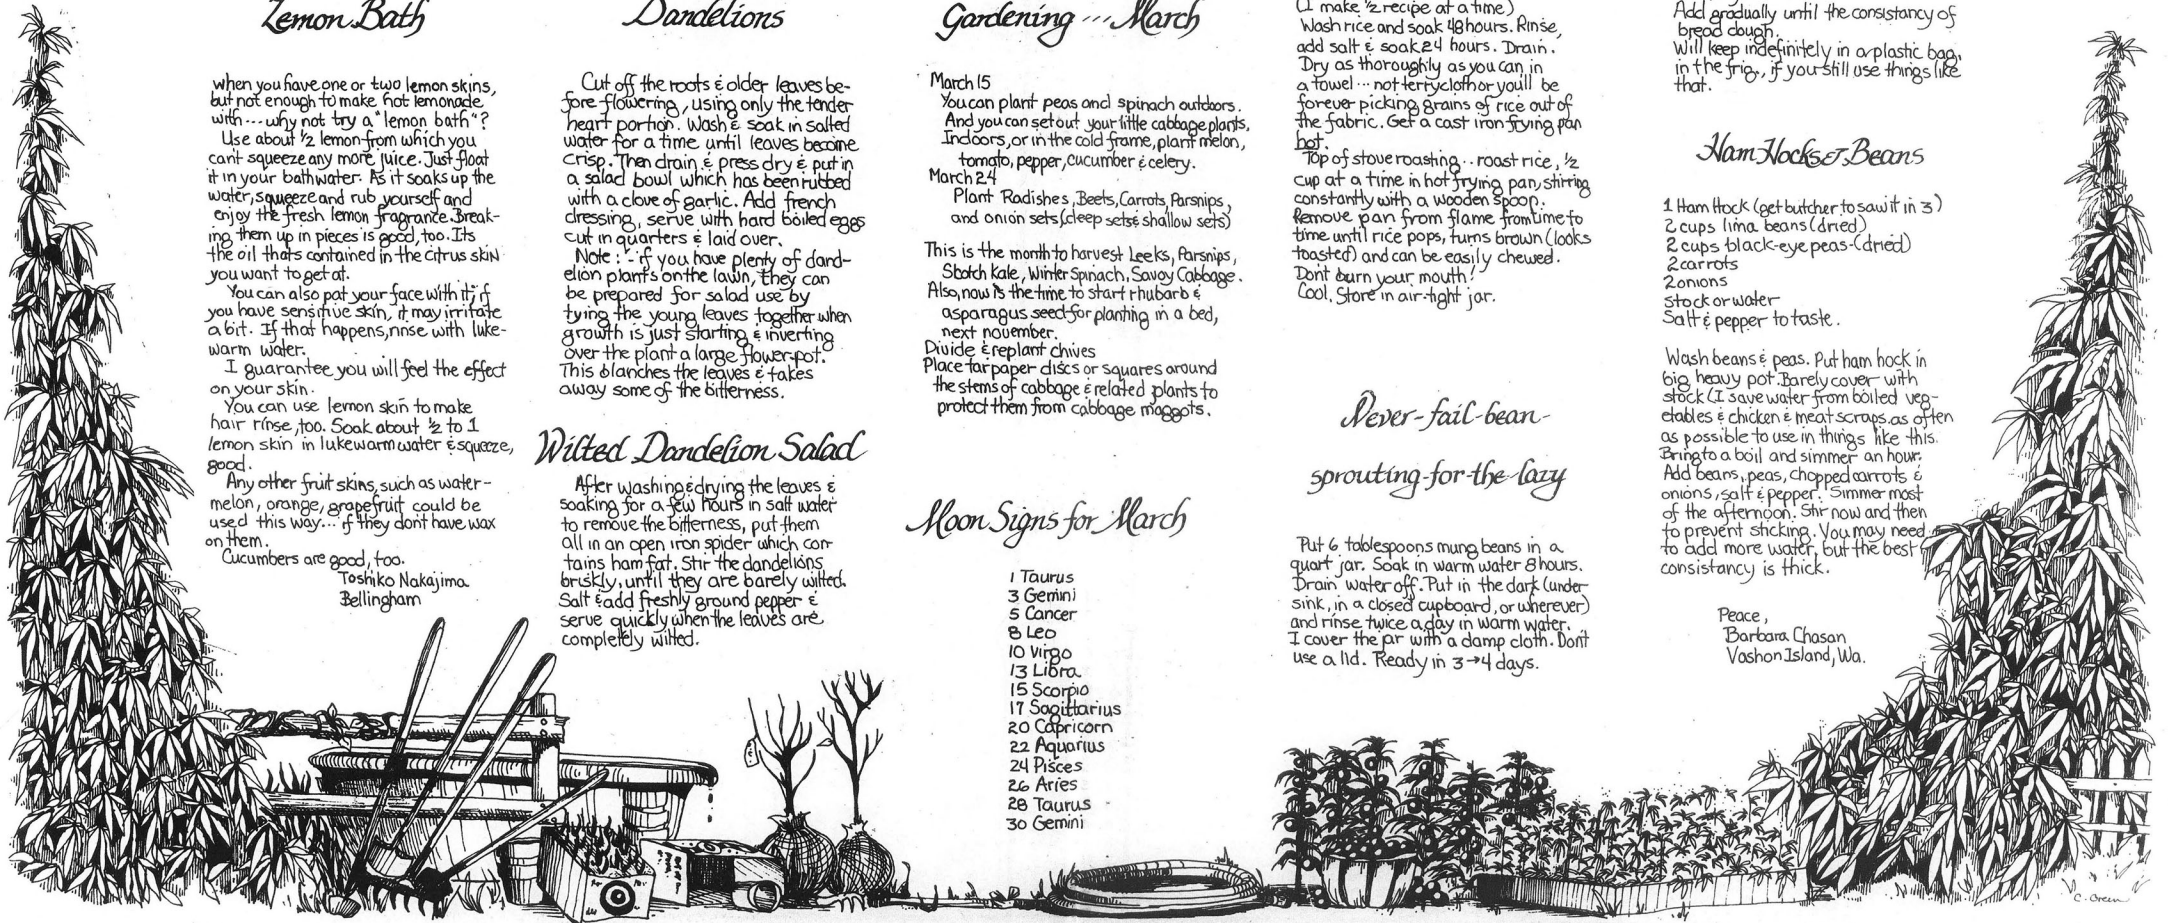 Lemon Bath
when you have one or two lemon skins,
but not enough to make hot lemonade
with... why not try a "lemon bath"?
Use about ½ lemon from which you
can't squeeze any more juice. Just float
it in your bathwater. As it soaks up the
water, squeeze and rub yourself and
enjoy the fresh lemon fragrance. Break-
ing them up in pieces is good, too. Its
the oil thats contained in the citrus skin
you want to get at.
You can also pat your face with it; if
you have sensitive skin, it may irritate
a bit. If that happens, rinse with luke-
warm water.
I guarantee you will feel the effect
on your skin.
You can use lemon skin to make
hair rinse, too. Soak about ½ to 1
lemon skin in lukewarm water & squeeze,
good.
Any other fruit skins, such as water-
melon, orange, grapefruit could be
used this way... if they dont have wax
on them.
Cucumbers are good, too.
Toshiko Nakajima
Bellingham
Dandelions
Cut off the roots & older leaves be-
fore flowering, using only the tender
heart portion. Wash & soak in salted
water for a time until leaves become
crisp. Then drain & press dry & put in
a salad bowl which has been rubbed
with a clove of garlic. Add french
dressing, serve with hard boiled eggs
cut in quarters & laid over.
Note: - if you have plenty of dand-
elion plants on the lawn, they can
be prepared for salad use by
tying the young leaves together when
growth is just starting & inverting
over the plant a large flower-pot.
This blanches the leaves & takes
away some of the bitterness.
Wilted Dandelion Salad
After washing & drying the leaves &
soaking for a few hours in salt water
to remove the bitterness, put them
all in an open iron spider which con-
tains ham fat. Stir the dandelions
briskly, until they are barely wilted.
Salt & add freshly ground pepper &
serve quickly when the leaves are
completely wilted.
Gardening ... March
March 15
You can plant peas and spinach outdoors.
And you can set out your little cabbage plants,
Indoors, or in the cold frame, plant melon,
tomato, pepper, cucumber & celery.
March 24
Plant Radishes, Beets, Carrots, Parsnips,
and onion sets (deep sets & shallow sets)
This is the month to harvest Leeks, Parsnips,
Scotch kale, Winter Spinach, Savoy Cabbage.
Also, now is the time to start rhubarb &
asparagus seed for planting in a bed,
next november.
Divide & replant chives
Place tarpaper discs or squares around
the stems of cabbage & related plants to
protect them from cabbage maggots.
Moon Signs for March
1 Taurus
3 Gemini
5 Cancer
8 Leo
10 Virgo
13 Libra
15 Scorpio
17 Sagittarius
20 Capricorn
22 Aquarius
24 Pisces
26 Aries
28 Taurus
30 Gemini
(I make ½ recipe at a time)
Wash rice and soak 48 hours. Rinse,
add salt & soak 24 hours. Drain.
Dry as thoroughly as you can in
a towel... not terrycloth or youll be
forever picking grains of rice out of
the fabric. Get a cast iron frying pan
hot.
Top of stove roasting.. roast rice, ½
cup at a time in hot frying pan, stirring
constantly with a wooden spoon.
Remove pan from flame from time to
time until rice pops, turns brown (looks
toasted) and can be easily chewed.
Don't burn your mouth!
Cool. Store in air-tight jar.
Never-fail-bean-
sprouting-for-the-lazy
Put 6 tablespoons mung beans in a
quart jar. Soak in warm water 8 hours.
Drain water off. Put in the dark (under
sink, in a closed cupboard, or wherever)
and rinse twice a day in warm water.
I cover the jar with a damp cloth. Don't
use a lid. Ready in 3→4 days.
Add gradually until the consistancy of
bread dough.
Will keep indefinitely in a plastic bag,
in the frig., if you still use things like
that.
Ham Hocks & Beans
1 Ham Hock (get butcher to saw it in 3)
2 cups lima beans (dried)
2 cups black-eye peas-(dried)
2 carrots
2 onions
stock or water
Salt & pepper to taste.
Wash beans & peas. Put ham hock in
big heavy pot. Barely cover with
stock (I save water from boiled veg-
etables & chicken & meat scraps as often
as possible to use in things like this.
Bring to a boil and simmer an hour.
Add beans, peas, chopped carrots &
onions, salt & pepper. Simmer most
of the afternoon. Stir now and then
to prevent sticking. You may need
to add more water, but the best
consistancy is thick.
Peace,
Barbara Chasan
Vashon Island, Wa.
C. Green